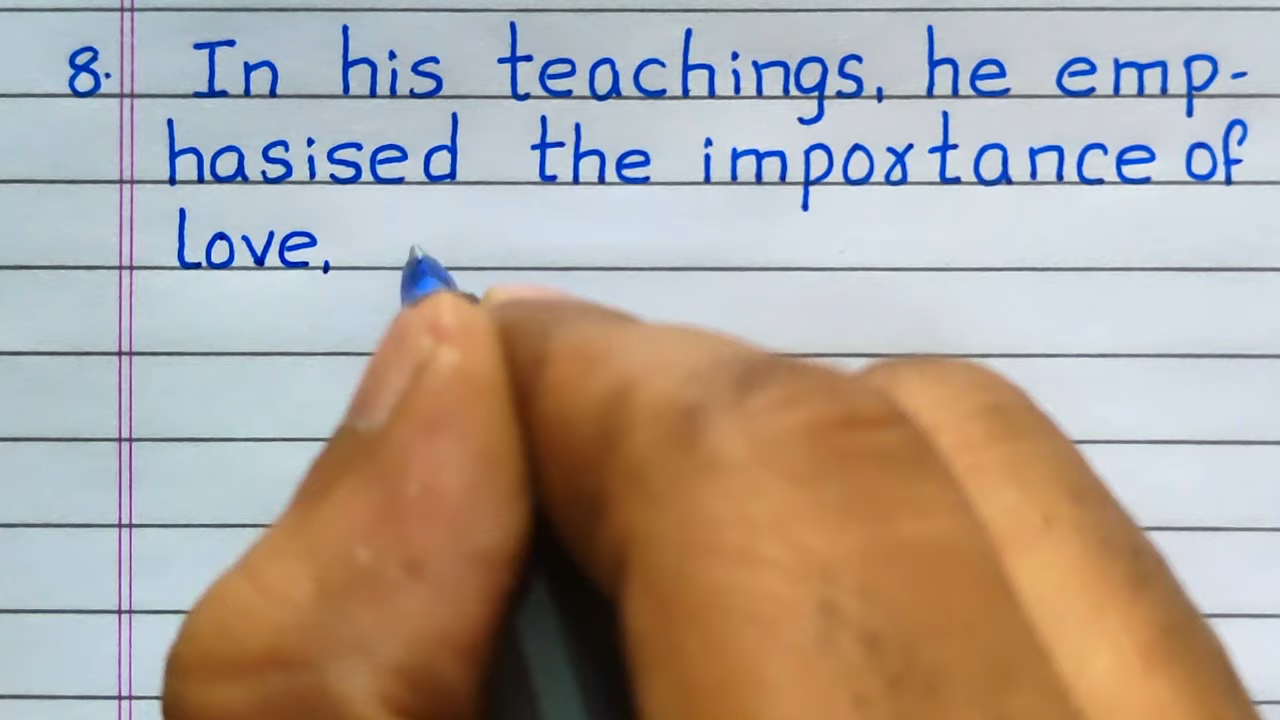 8. In his teachings, he emp-
hasised the importance of
love,